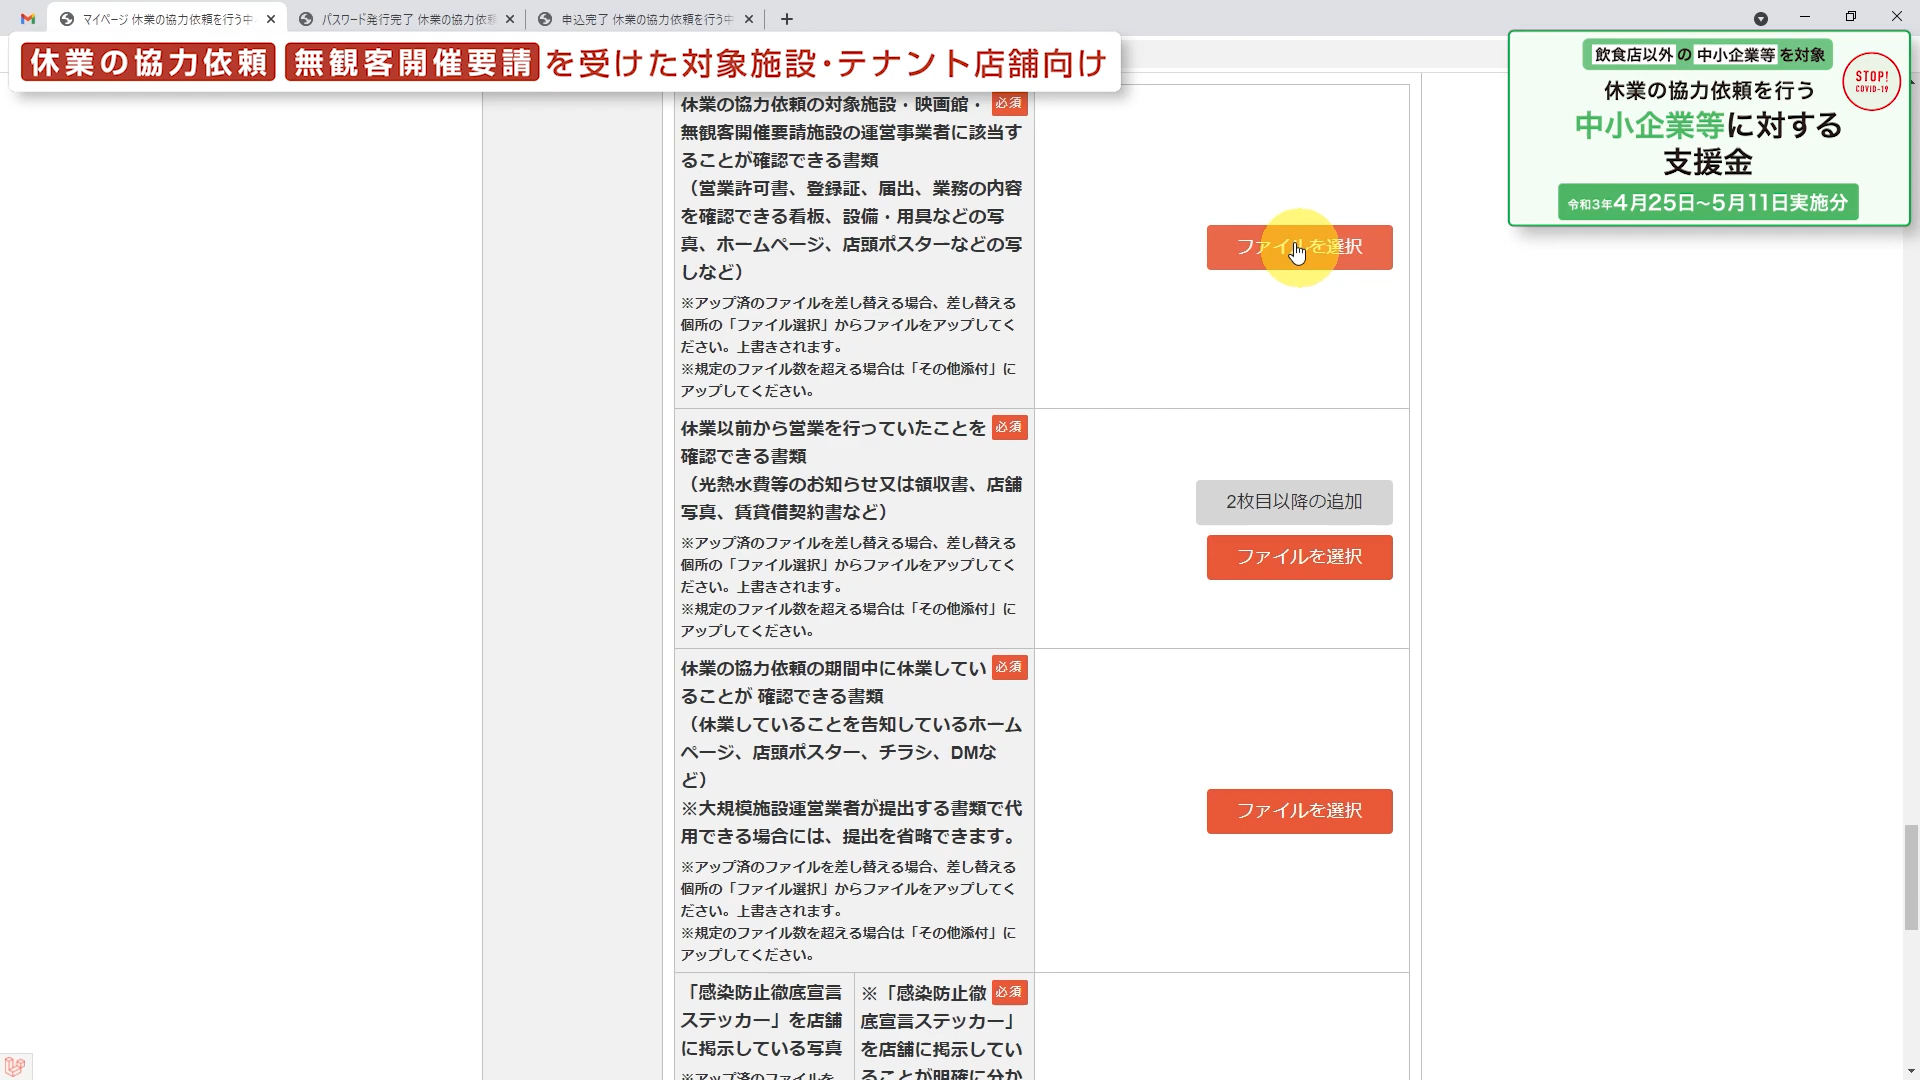 マイページ 休業の協力依頼を行う中
パスワード発行完了 休業の協力依頼
申込完了 休業の協力依頼を行う中
休業の協力依頼 無観客開催要請 を受けた対象施設・テナント店舗向け
飲食店以外の中小企業等を対象
休業の協力依頼を行う
中小企業等に対する
支援金
令和3年4月25日～5月11日実施分
STOP!
COVID-19
休業の協力依頼の対象施設・映画館・ 必須
無観客開催要請施設の運営事業者に該当す
ることが確認できる書類
（営業許可書、登録証、届出、業務の内容
を確認できる看板、設備・用具などの写
真、ホームページ、店頭ポスターなどの写
しなど）
※アップ済のファイルを差し替える場合、差し替える
個所の「ファイル選択」からファイルをアップしてく
ださい。上書きされます。
※規定のファイル数を超える場合は「その他添付」に
アップしてください。
ファイルを選択
休業以前から営業を行っていたことを 必須
確認できる書類
（光熱水費等のお知らせ又は領収書、店舗
写真、賃貸借契約書など）
※アップ済のファイルを差し替える場合、差し替える
個所の「ファイル選択」からファイルをアップしてく
ださい。上書きされます。
※規定のファイル数を超える場合は「その他添付」に
アップしてください。
2枚目以降の追加
ファイルを選択
休業の協力依頼の期間中に休業してい 必須
ることが 確認できる書類
（休業していることを告知しているホーム
ページ、店頭ポスター、チラシ、DMな
ど）
※大規模施設運営業者が提出する書類で代
用できる場合には、提出を省略できます。
※アップ済のファイルを差し替える場合、差し替える
個所の「ファイル選択」からファイルをアップしてく
ださい。上書きされます。
※規定のファイル数を超える場合は「その他添付」に
アップしてください。
ファイルを選択
「感染防止徹底宣言
ステッカー」を店舗
に掲示している写真
※アップ済のファイルを
※「感染防止徹 必須
底宣言ステッカー」
を店舗に掲示してい
ることが明確に分か